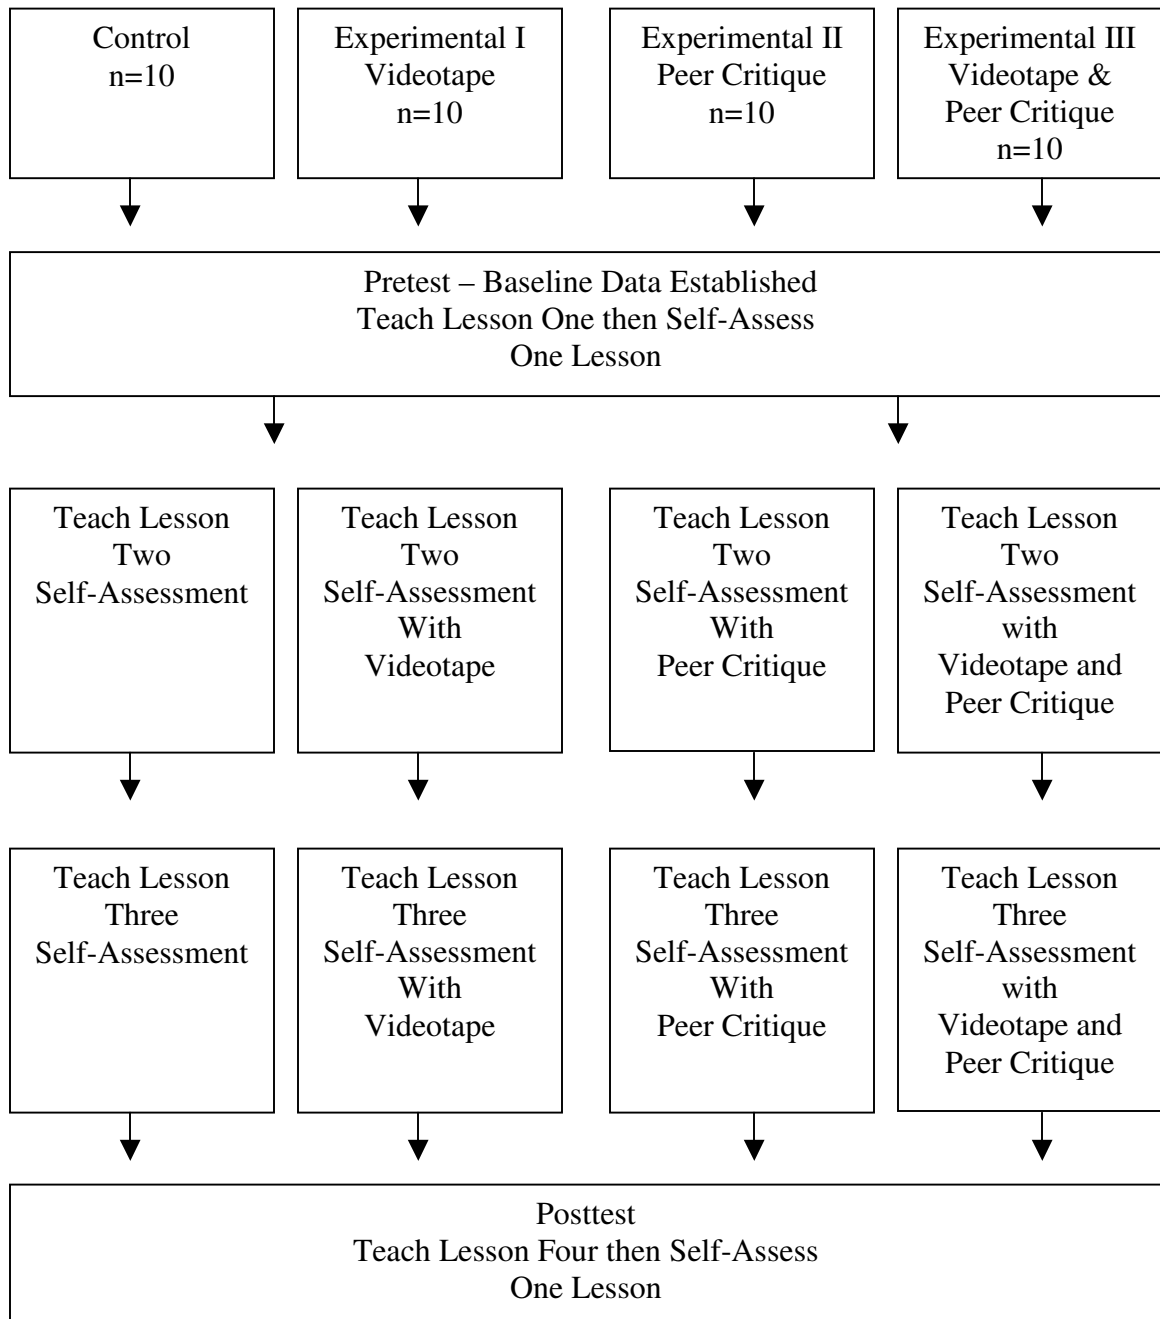 Control
n=10
Experimental I
Videotape
n=10
Experimental II
Peer Critique
n=10
Experimental III
Videotape &
Peer Critique
n=10
Pretest – Baseline Data Established
Teach Lesson One then Self-Assess
One Lesson
Teach Lesson
Two
Self-Assessment
Teach Lesson
Two
Self-Assessment
With
Videotape
Teach Lesson
Two
Self-Assessment
With
Peer Critique
Teach Lesson
Two
Self-Assessment
with
Videotape and
Peer Critique
Teach Lesson
Three
Self-Assessment
Teach Lesson
Three
Self-Assessment
With
Videotape
Teach Lesson
Three
Self-Assessment
With
Peer Critique
Teach Lesson
Three
Self-Assessment
with
Videotape and
Peer Critique
Posttest
Teach Lesson Four then Self-Assess
One Lesson